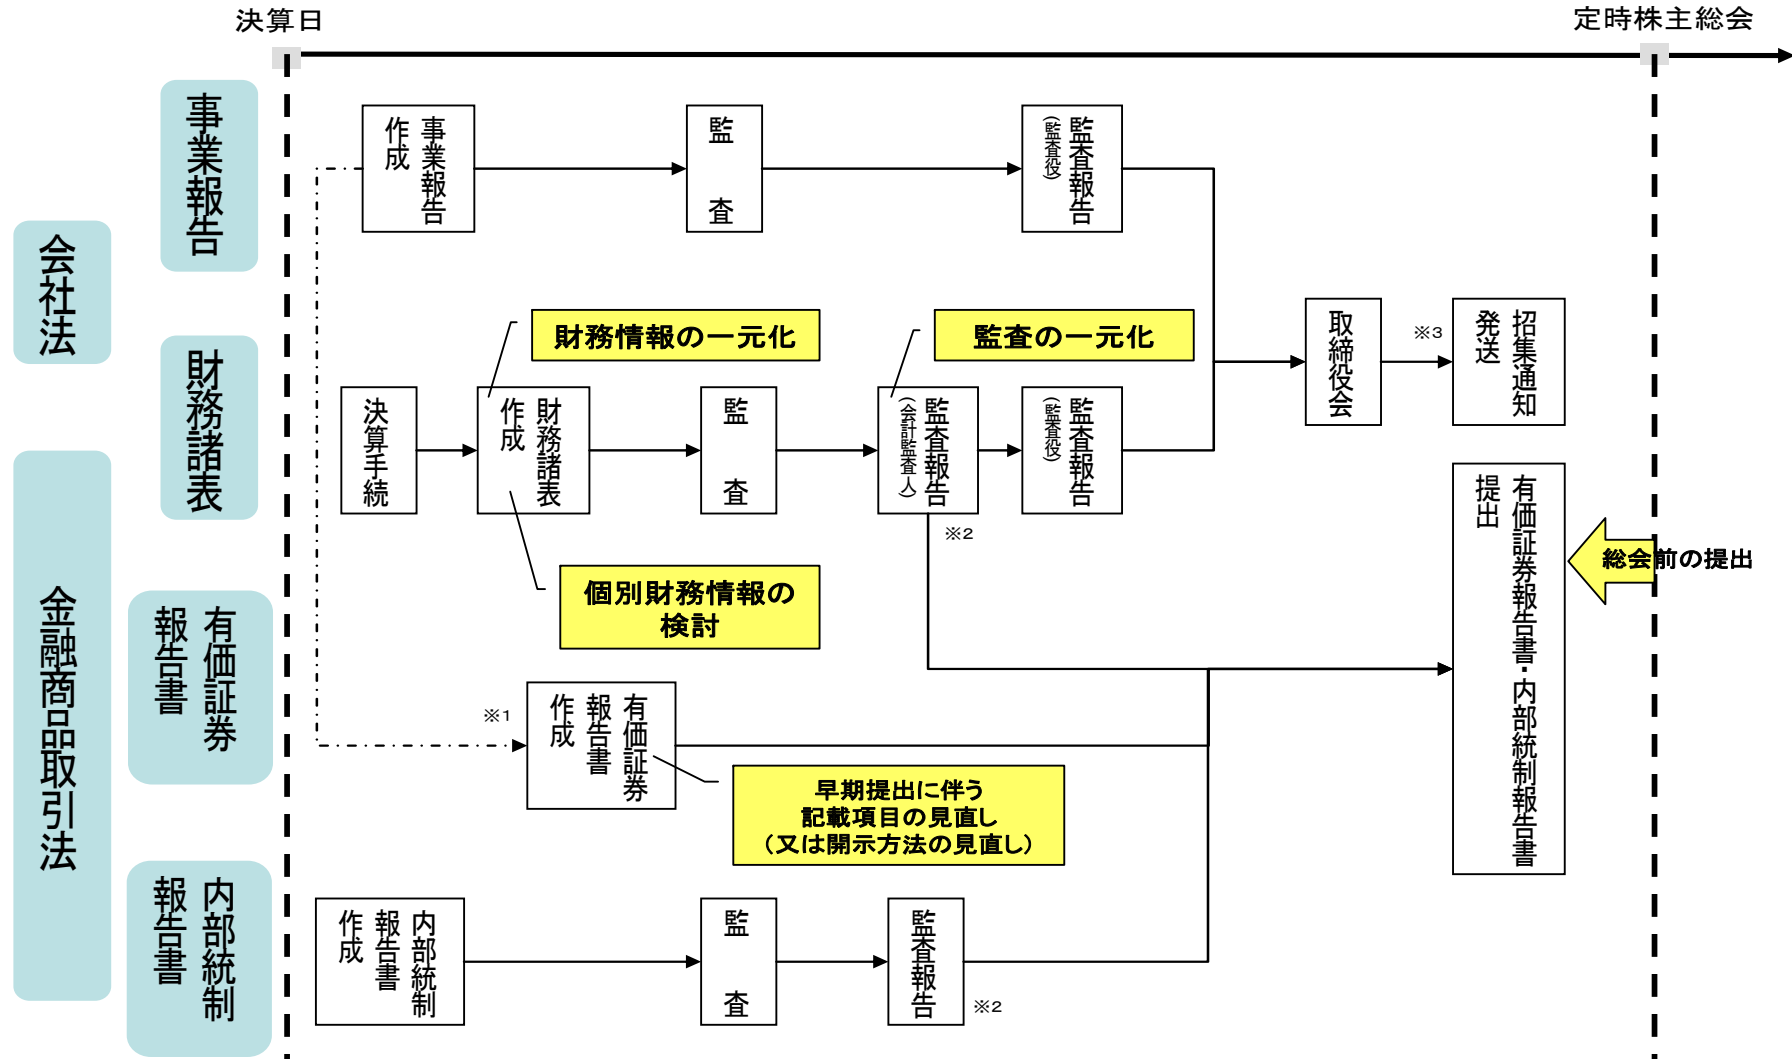 決算日
定時株主総会
会社法
金融商品取引法
事業報告
事業報告
作成
監査
監査報告
(監査役)
財務情報の一元化
監査の一元化
財務諸表
決算手続
財務諸表
作成
監査
監査報告
(会計監査人)
※2
監査報告
(監査役)
取締役会
※3
招集通知
発送
個別財務情報の
検討
有価証券報告書・内部統制報告書
提出
総会前の提出
有価証券
報告書
※1
有価証券
報告書
作成
早期提出に伴う
記載項目の見直し
(又は開示方法の見直し)
内部統制
報告書
内部統制
報告書
作成
監査
監査報告
※2